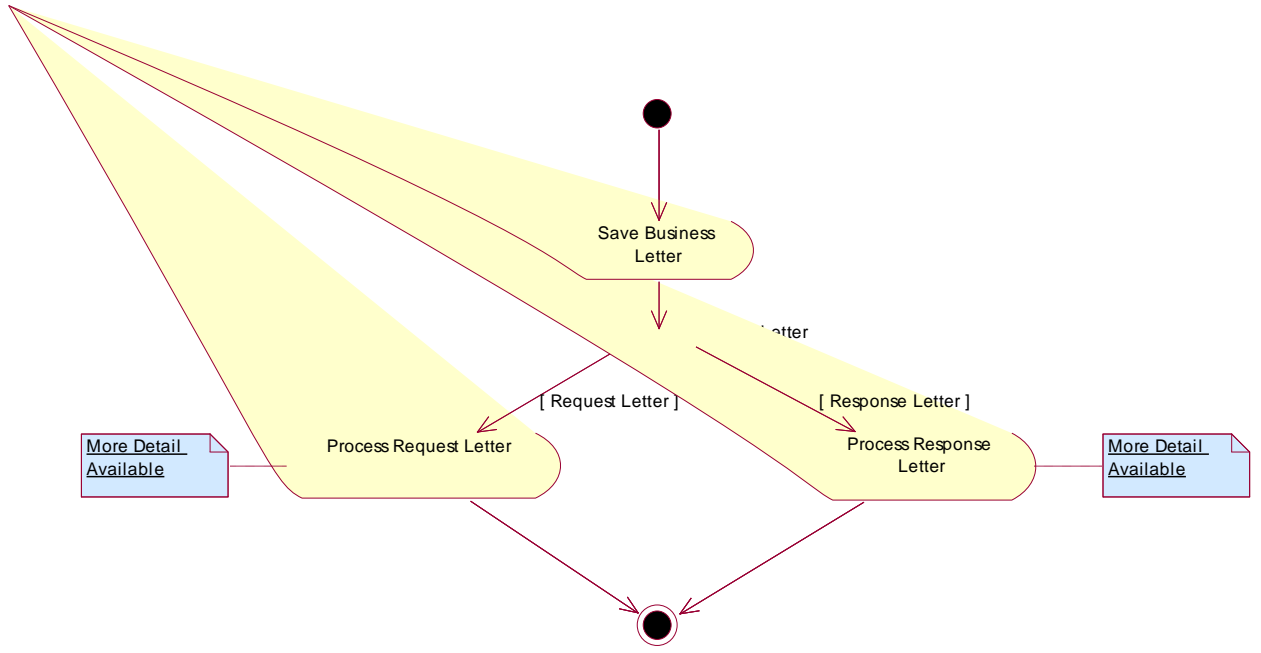 Save Business
Letter
Letter
[ Request Letter ]
[ Response Letter ]
More Detail
Available
Process Request Letter
Process Response
Letter
More Detail
Available